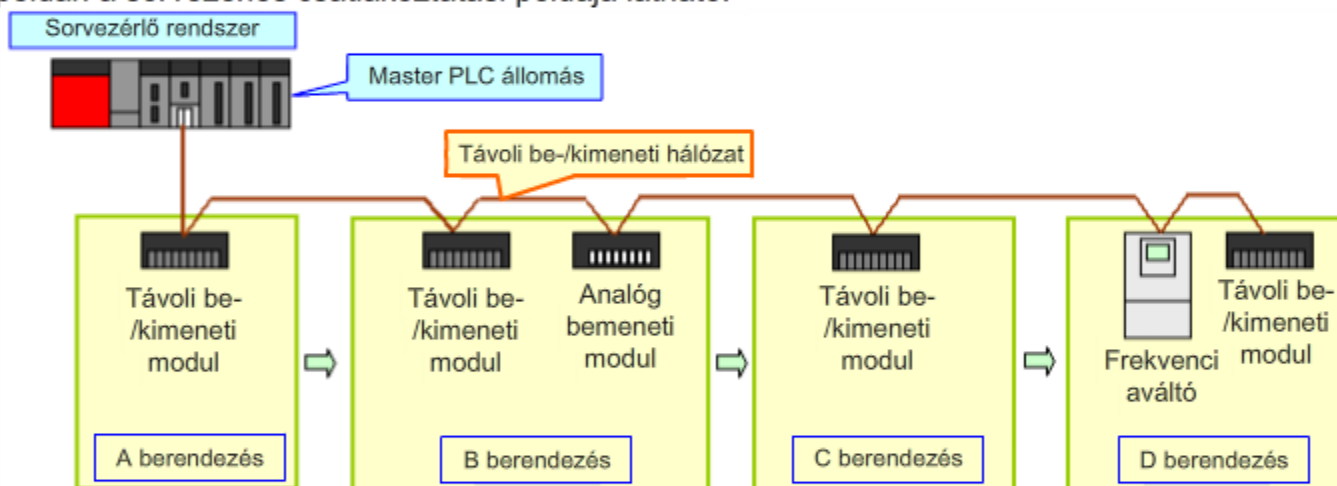 Sorvezérlő rendszer
Master PLC állomás
Távoli be-/kimeneti hálózat
Távoli be-
/kimeneti
modul
A berendezés
Távoli be-
/kimeneti
modul
Analóg
bemeneti
modul
B berendezés
Távoli be-
/kimeneti
modul
C berendezés
Frekvenci
aváltó
Távoli be-
/kimeneti
modul
D berendezés